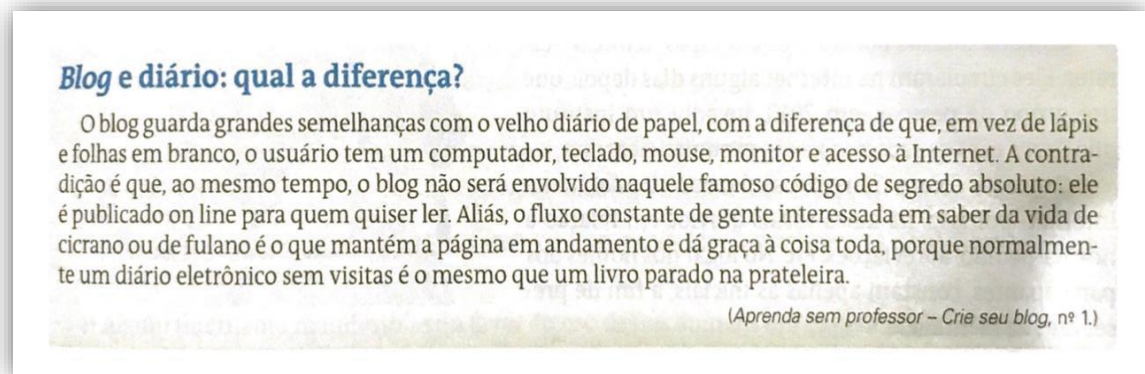 Blog e diário: qual a diferença?
O blog guarda grandes semelhanças com o velho diário de papel, com a diferença de que, em vez de lápis
e folhas em branco, o usuário tem um computador, teclado, mouse, monitor e acesso à Internet. A contra-
dição é que, ao mesmo tempo, o blog não será envolvido naquele famoso código de segredo absoluto: ele
é publicado on line para quem quiser ler. Aliás, o fluxo constante de gente interessada em saber da vida de
cicrano ou de fulano é o que mantém a página em andamento e dá graça à coisa toda, porque normalmen-
te um diário eletrônico sem visitas é o mesmo que um livro parado na prateleira.
(Aprenda sem professor – Crie seu blog, nº 1.)